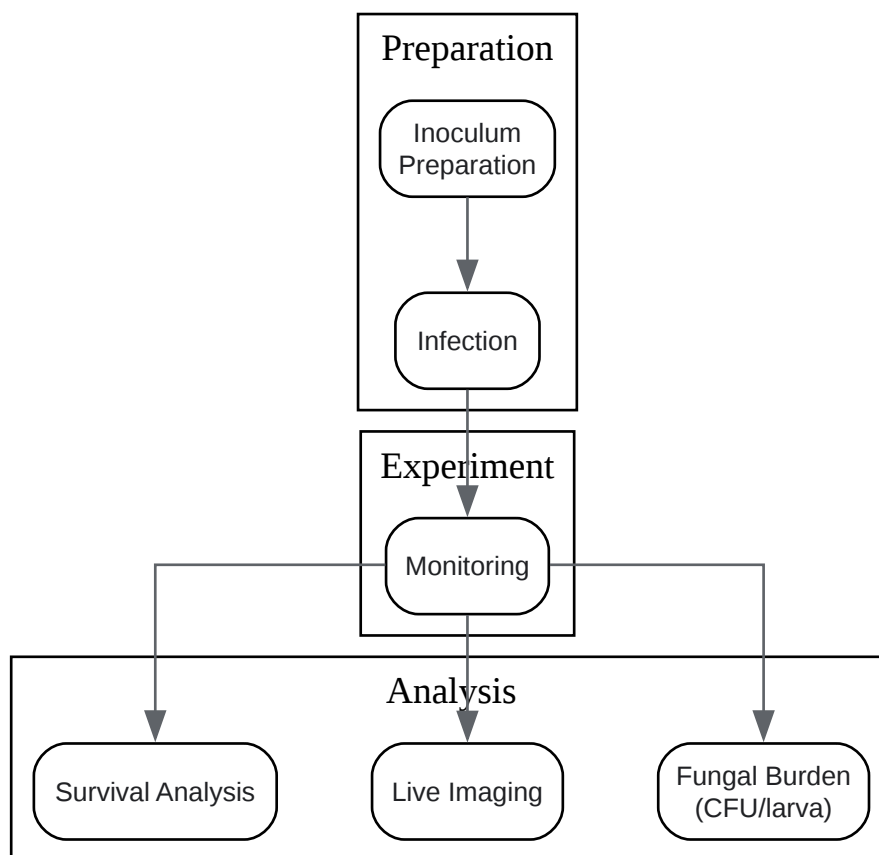 Preparation
Inoculum
Preparation
Infection
Experiment
Monitoring
Analysis
Survival Analysis
Live Imaging
Fungal Burden
(CFU/larva)